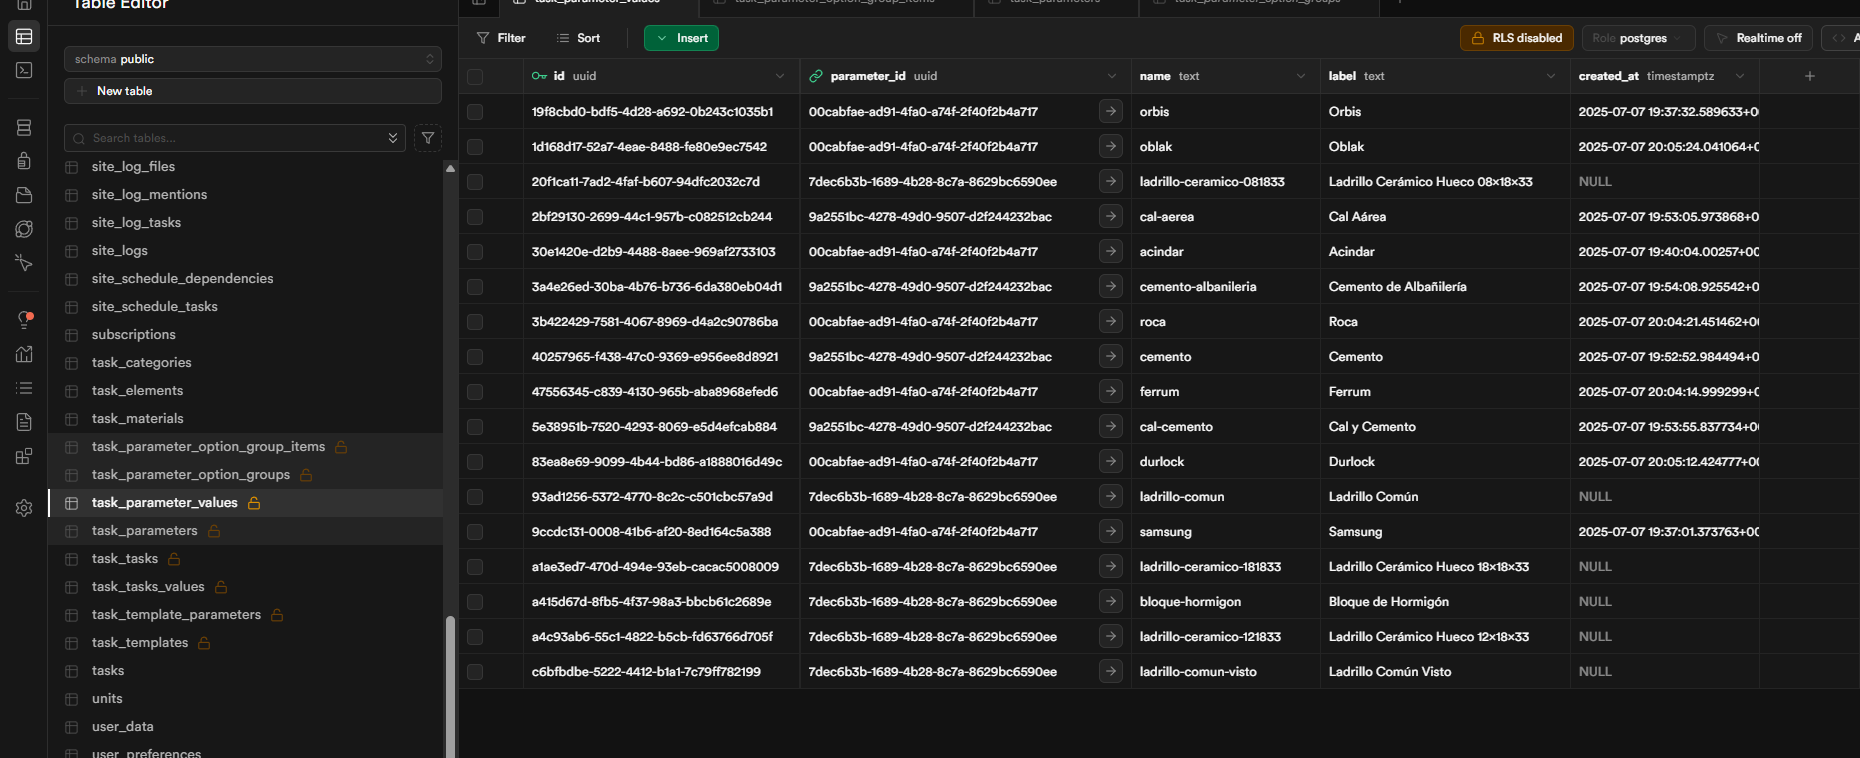 Table Editor
schema public
New table
Search tables...
site_log_files
site_log_mentions
site_log_tasks
site_logs
site_schedule_dependencies
site_schedule_tasks
subscriptions
task_categories
task_elements
task_materials
task_parameter_option_group_items
task_parameter_option_groups
task_parameter_values
task_parameters
task_tasks
task_tasks_values
task_template_parameters
task_templates
tasks
units
user_data
user_preferences
task_parameter_values task_parameter_option_group_items task_parameters task_parameter_option_groups
Filter Sort Insert RLS disabled Role postgres Realtime off A
id uuid parameter_id uuid name text label text created_at timestamptz
19f8cbd0-bdf5-4d28-a692-0b243c1035b1 00cabfae-ad91-4fa0-a74f-2f40f2b4a717 orbis Orbis 2025-07-07 19:37:32.589633+0
1d168d17-52a7-4eae-8488-fe80e9ec7542 00cabfae-ad91-4fa0-a74f-2f40f2b4a717 oblak Oblak 2025-07-07 20:05:24.041064+0
20f1ca11-7ad2-4faf-b607-94dfc2032c7d 7dec6b3b-1689-4b28-8c7a-8629bc6590ee ladrillo-ceramico-081833 Ladrillo Cerámico Hueco 08×18×33 NULL
2bf29130-2699-44c1-957b-c082512cb244 9a2551bc-4278-49d0-9507-d2f244232bac cal-aerea Cal Aárea 2025-07-07 19:53:05.973868+0
30e1420e-d2b9-4488-8aee-969af2733103 00cabfae-ad91-4fa0-a74f-2f40f2b4a717 acindar Acindar 2025-07-07 19:40:04.00257+00
3a4e26ed-30ba-4b76-b736-6da380eb04d1 9a2551bc-4278-49d0-9507-d2f244232bac cemento-albanileria Cemento de Albañilería 2025-07-07 19:54:08.925542+0
3b422429-7581-4067-8969-d4a2c90786ba 00cabfae-ad91-4fa0-a74f-2f40f2b4a717 roca Roca 2025-07-07 20:04:21.451462+0
40257965-f438-47c0-9369-e956ee8d8921 9a2551bc-4278-49d0-9507-d2f244232bac cemento Cemento 2025-07-07 19:52:52.984494+0
47556345-c839-4130-965b-aba8968efed6 00cabfae-ad91-4fa0-a74f-2f40f2b4a717 ferrum Ferrum 2025-07-07 20:04:14.999299+0
5e38951b-7520-4293-8069-e5d4efcab884 9a2551bc-4278-49d0-9507-d2f244232bac cal-cemento Cal y Cemento 2025-07-07 19:53:55.837734+0
83ea8e69-9099-4b44-bd86-a1888016d49c 00cabfae-ad91-4fa0-a74f-2f40f2b4a717 durlock Durlock 2025-07-07 20:05:12.424777+0
93ad1256-5372-4770-8c2c-c501cbc57a9d 7dec6b3b-1689-4b28-8c7a-8629bc6590ee ladrillo-comun Ladrillo Común NULL
9ccdc131-0008-41b6-af20-8ed164c5a388 00cabfae-ad91-4fa0-a74f-2f40f2b4a717 samsung Samsung 2025-07-07 19:37:01.373763+0
a1ae3ed7-470d-494e-93eb-cacac5008009 7dec6b3b-1689-4b28-8c7a-8629bc6590ee ladrillo-ceramico-181833 Ladrillo Cerámico Hueco 18×18×33 NULL
a415d67d-8fb5-4f37-98a3-bbcb61c2689e 7dec6b3b-1689-4b28-8c7a-8629bc6590ee bloque-hormigon Bloque de Hormigón NULL
a4c93ab6-55c1-4822-b5cb-fd63766d705f 7dec6b3b-1689-4b28-8c7a-8629bc6590ee ladrillo-ceramico-121833 Ladrillo Cerámico Hueco 12×18×33 NULL
c6bfbdbe-5222-4412-b1a1-7c79ff782199 7dec6b3b-1689-4b28-8c7a-8629bc6590ee ladrillo-comun-visto Ladrillo Común Visto NULL